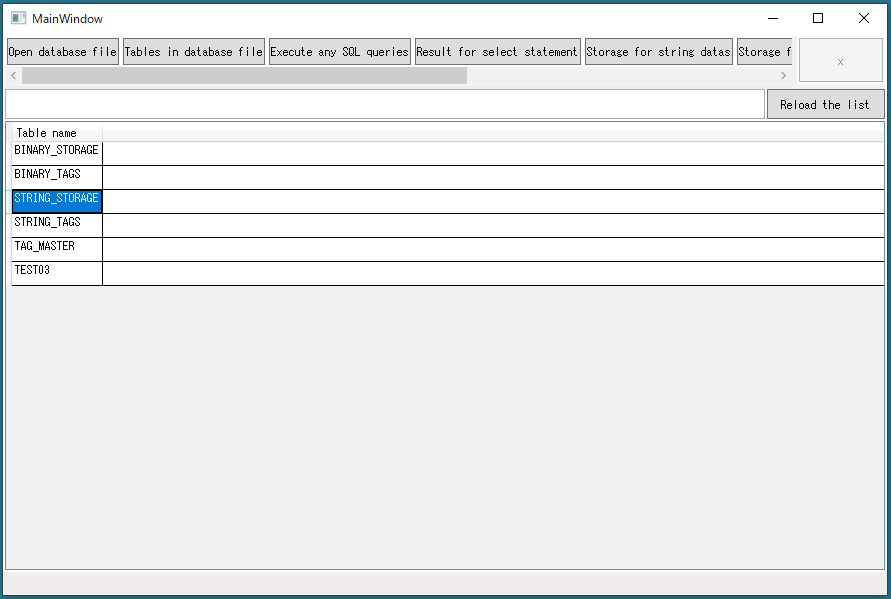 MainWindow
Open database file Tables in database file Execute any SQL queries Result for select statement Storage for string datas Storage f
x
Reload the list
Table name
BINARY_STORAGE
BINARY_TAGS
STRING_STORAGE
STRING_TAGS
TAG_MASTER
TEST03